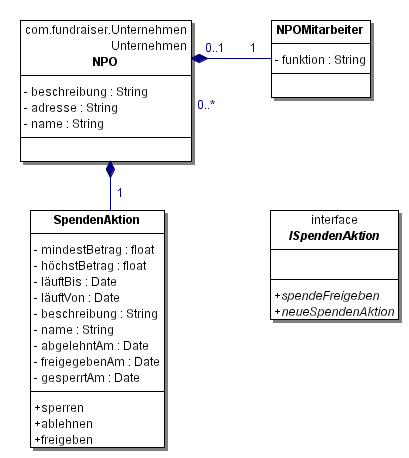 com.fundraiser.Unternehmen
Unternehmen
NPO
- beschreibung : String
- adresse : String
- name : String
0..1
1
NPOMitarbeiter
- funktion : String
0..*
1
SpendenAktion
- mindestBetrag : float
- höchstBetrag : float
- läuftBis : Date
- läuftVon : Date
- beschreibung : String
- name : String
- abgelehntAm : Date
- freigegebenAm : Date
- gesperrtAm : Date
+sperren
+ablehnen
+freigeben
interface
ISpendenAktion
+spendeFreigeben
+neueSpendenAktion